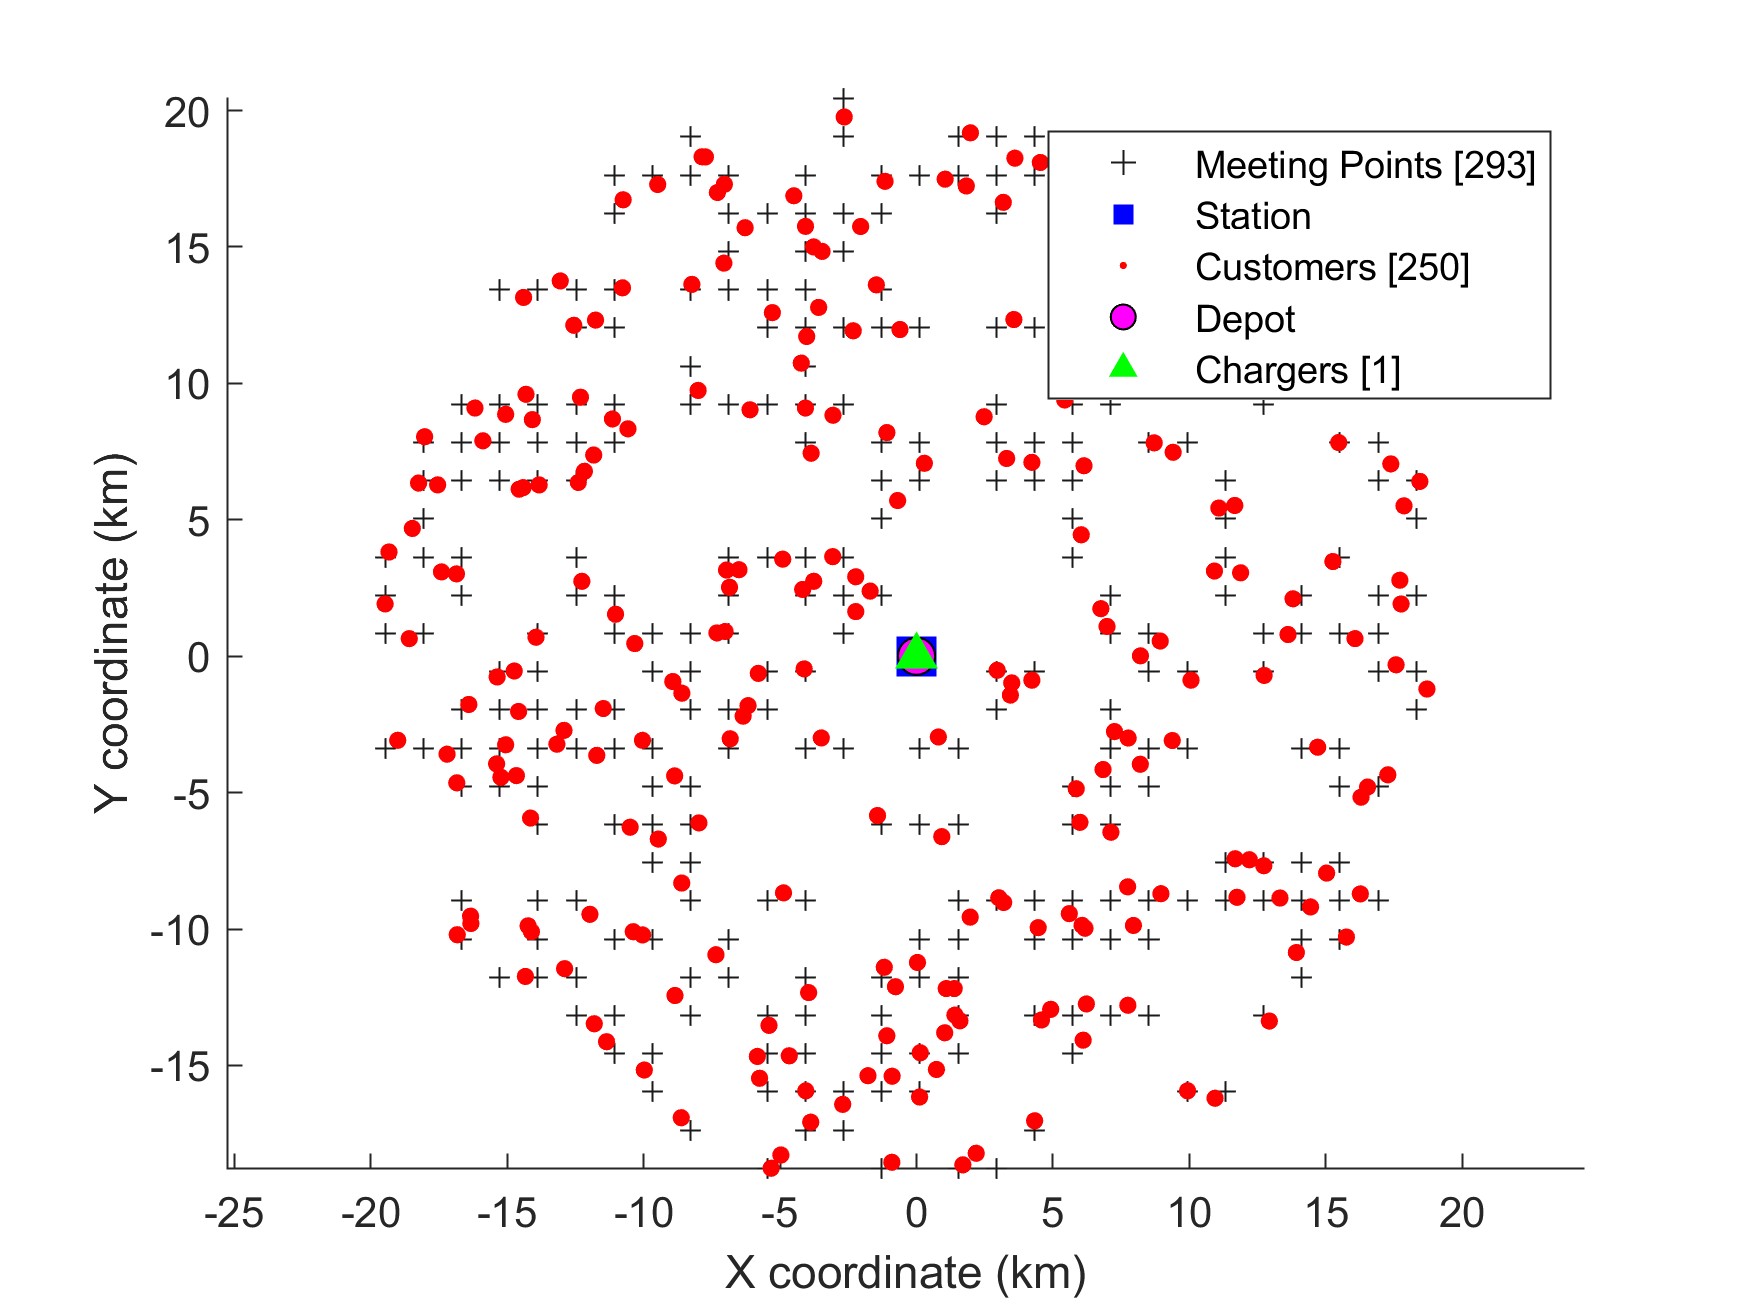 20
15
10
5
0
-5
-10
-15
Y coordinate (km)
Meeting Points [293]
Station
Customers [250]
Depot
Chargers [1]
-25 -20 -15 -10 -5 0 5 10 15 20
X coordinate (km)